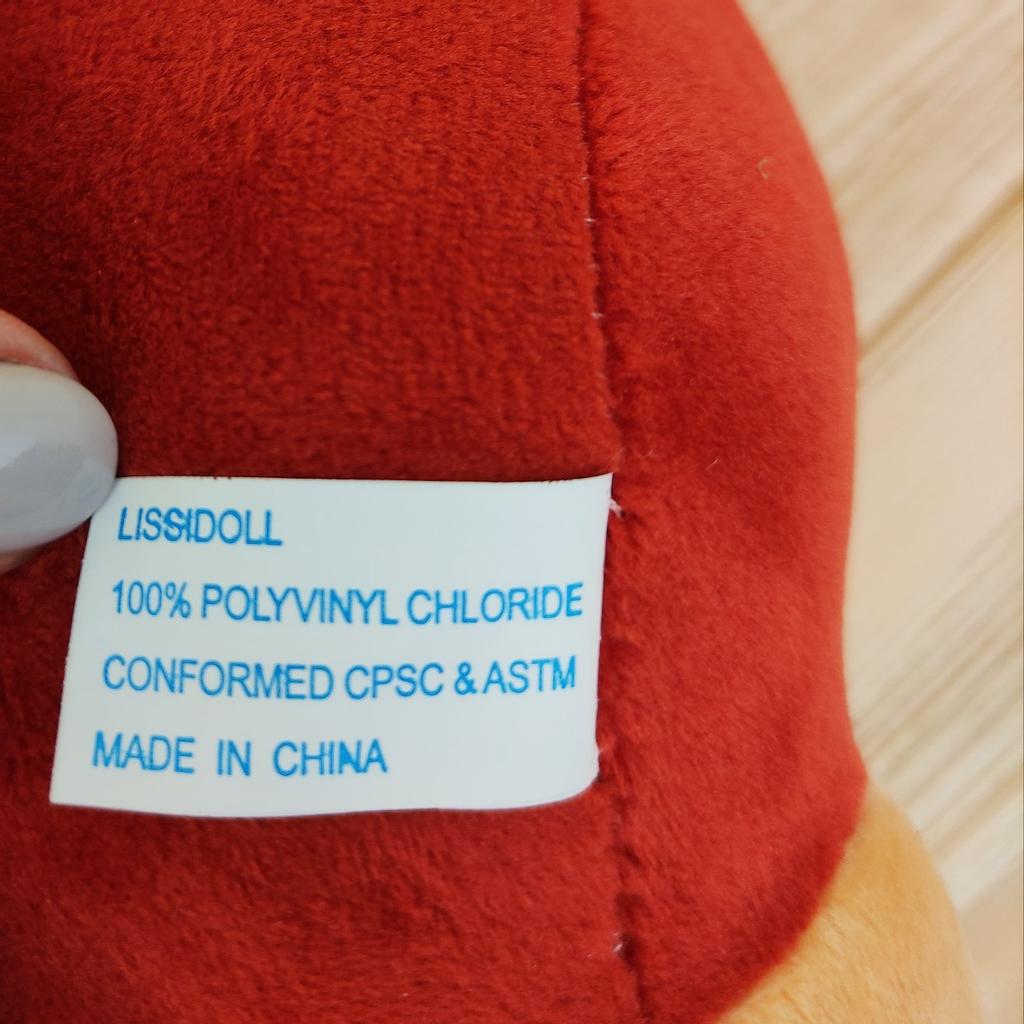 LISSIDOLL
100% POLYVINYL CHLORIDE
CONFORMED CPSC & ASTM
MADE IN CHINA